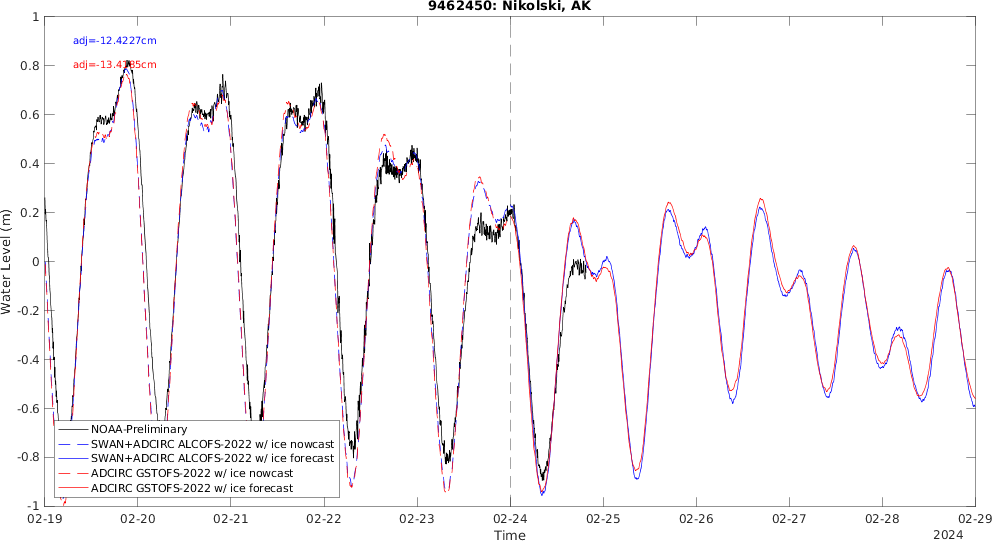 9462450: Nikolski, AK
adj=-12.4227cm
adj=-13.4185cm
Water Level (m)
1
0.8
0.6
0.4
0.2
0
-0.2
-0.4
-0.6
-0.8
-1
NOAA-Preliminary
SWAN+ADCIRC ALCOFS-2022 w/ ice nowcast
SWAN+ADCIRC ALCOFS-2022 w/ ice forecast
ADCIRC GSTOFS-2022 w/ ice nowcast
ADCIRC GSTOFS-2022 w/ ice forecast
02-19 02-20 02-21 02-22 02-23 02-24 02-25 02-26 02-27 02-28 02-29
Time
2024